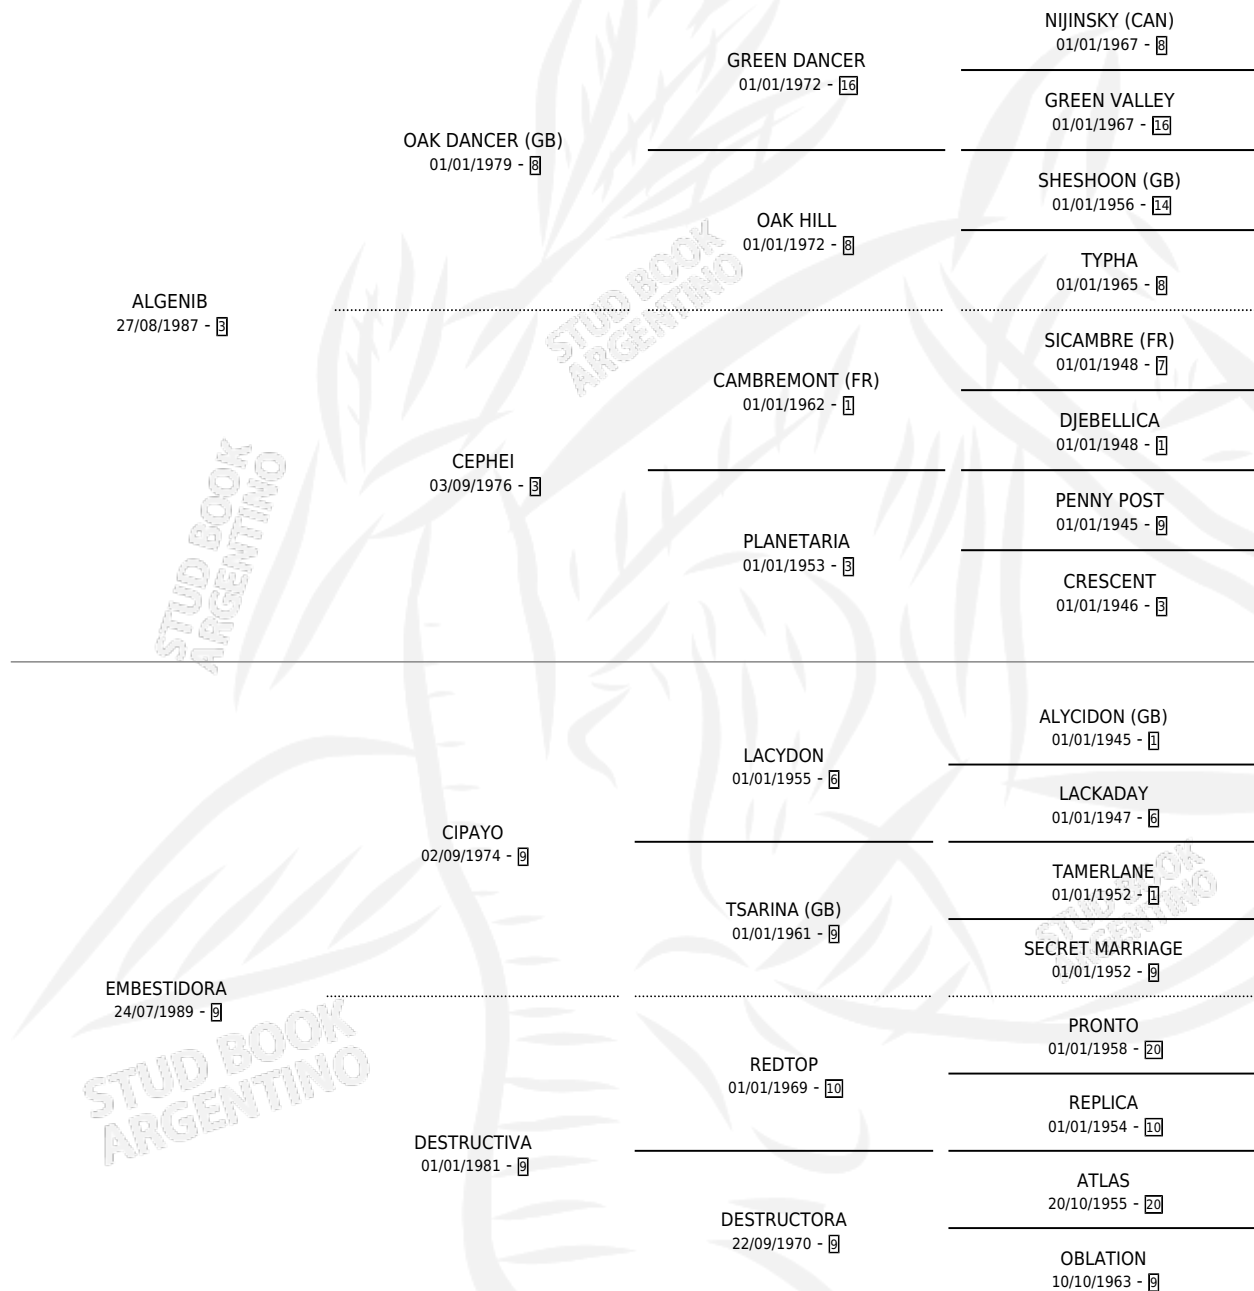 NIJINSKY (CAN)
01/01/1967 - 8
GREEN DANCER
01/01/1972 - 16
GREEN VALLEY
01/01/1967 - 16
OAK DANCER (GB)
01/01/1979 - 8
SHESHOON (GB)
01/01/1956 - 14
OAK HILL
01/01/1972 - 8
TYPHA
01/01/1965 - 8
ALGENIB
27/08/1987 - 3
SICAMBRE (FR)
01/01/1948 - 7
CAMBREMONT (FR)
01/01/1962 - 1
DJEBELLICA
01/01/1948 - 1
CEPHEI
03/09/1976 - 3
PENNY POST
01/01/1945 - 9
PLANETARIA
01/01/1953 - 3
CRESCENT
01/01/1946 - 3
ALYCIDON (GB)
01/01/1945 - 1
LACYDON
01/01/1955 - 6
LACKADAY
01/01/1947 - 6
CIPAYO
02/09/1974 - 9
TAMERLANE
01/01/1952 - 1
TSARINA (GB)
01/01/1961 - 9
SECRET MARRIAGE
01/01/1952 - 9
EMBESTIDORA
24/07/1989 - 9
PRONTO
01/01/1958 - 20
REDTOP
01/01/1969 - 10
REPLICA
01/01/1954 - 10
DESTRUCTIVA
01/01/1981 - 9
ATLAS
20/10/1955 - 20
DESTRUCTORA
22/09/1970 - 9
OBLATION
10/10/1963 - 9
STUD BOOK
ARGENTINO
STUD BOOK
ARGENTINO
STUD BOOK
ARGENTINO
STUD BOOK
ARGENTINO